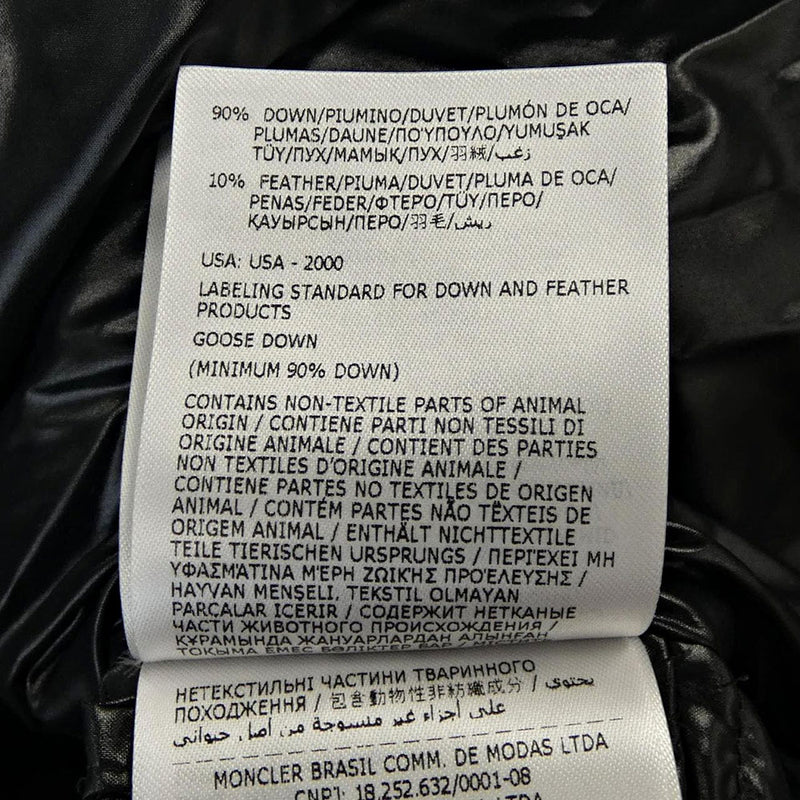 90% DOWN/PIUMINO/DUVET/PLUMÓN DE OCA/
PLUMAS/DAUNE/ΠΟΎΠΟΥΛΟ/YUMUŞAK
TÜY/ПУХ/МАМЫК/ПУХ/羽絨/زغب
10% FEATHER/PIUMA/DUVET/PLUMA DE OCA/
PENAS/FEDER/ΦΤΕΡΟ/TÜY/ПЕРО/
ҚАУЫРСЫН/ПЕРО/羽毛/ريش
USA: USA - 2000
LABELING STANDARD FOR DOWN AND FEATHER
PRODUCTS
GOOSE DOWN
(MINIMUM 90% DOWN)
CONTAINS NON-TEXTILE PARTS OF ANIMAL
ORIGIN / CONTIENE PARTI NON TESSILI DI
ORIGINE ANIMALE / CONTIENT DES PARTIES
NON TEXTILES D'ORIGINE ANIMALE /
CONTIENE PARTES NO TEXTILES DE ORIGEN
ANIMAL / CONTÉM PARTES NÃO TÊXTEIS DE
ORIGEM ANIMAL / ENTHÄLT NICHTTEXTILE
TEILE TIERISCHEN URSPRUNGS / ΠΕΡΙΈΧΕΙ ΜΗ
ΥΦΑΣΜΆΤΙΝΑ ΜΈΡΗ ΖΩΙΚΉΣ ΠΡΟΈΛΕΥΣΗΣ /
HAYVAN MENŞELİ, TEKSTIL OLMAYAN
PARÇALAR İÇERİR / СОДЕРЖИТ НЕТКАНЫЕ
ЧАСТИ ЖИВОТНОГО ПРОИСХОЖДЕНИЯ /
ҚҰРАМЫНДА ЖАНУАРЛАРДАН АЛЫНҒАН
ТОҚЫМА ЕМЕС БӨЛІКТЕР БАР /
НЕТЕКСТИЛЬНІ ЧАСТИНИ ТВАРИННОГО
ПОХОДЖЕННЯ / 包含動物性非紡織成分 / يحتوي
على أجزاء غير منسوجة من أصل حيواني
MONCLER BRASIL COMM. DE MODAS LTDA
CNPJ: 18.252.632/0001-08
LTDA